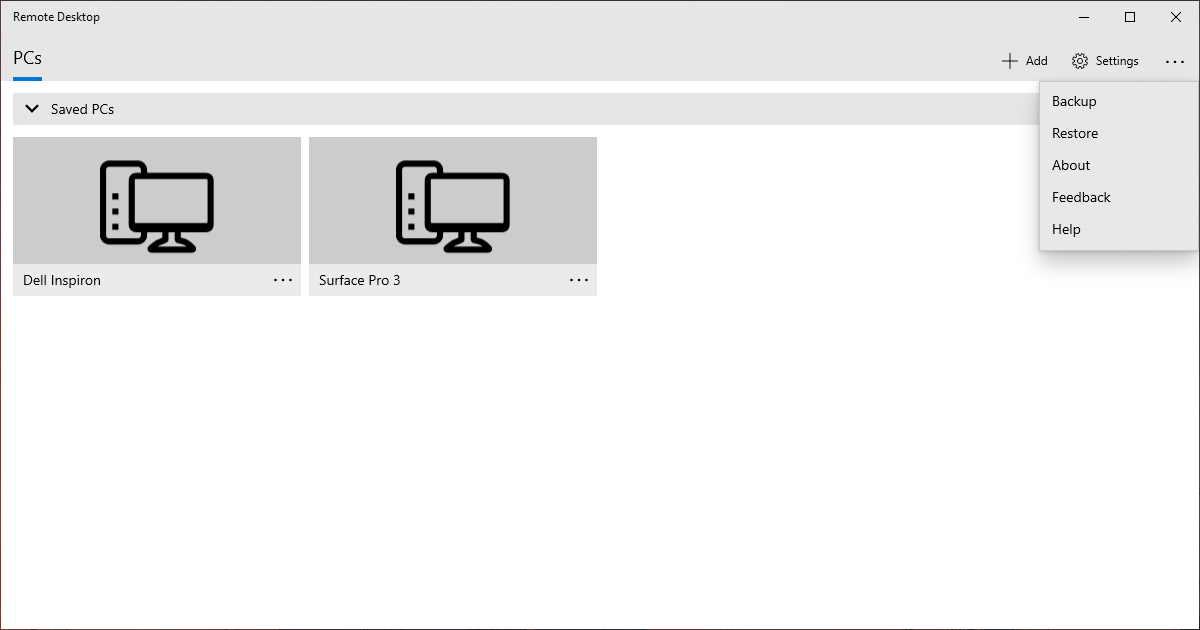 Remote Desktop
PCs
Add
Settings
Saved PCs
Backup
Restore
About
Feedback
Help
Dell Inspiron
Surface Pro 3